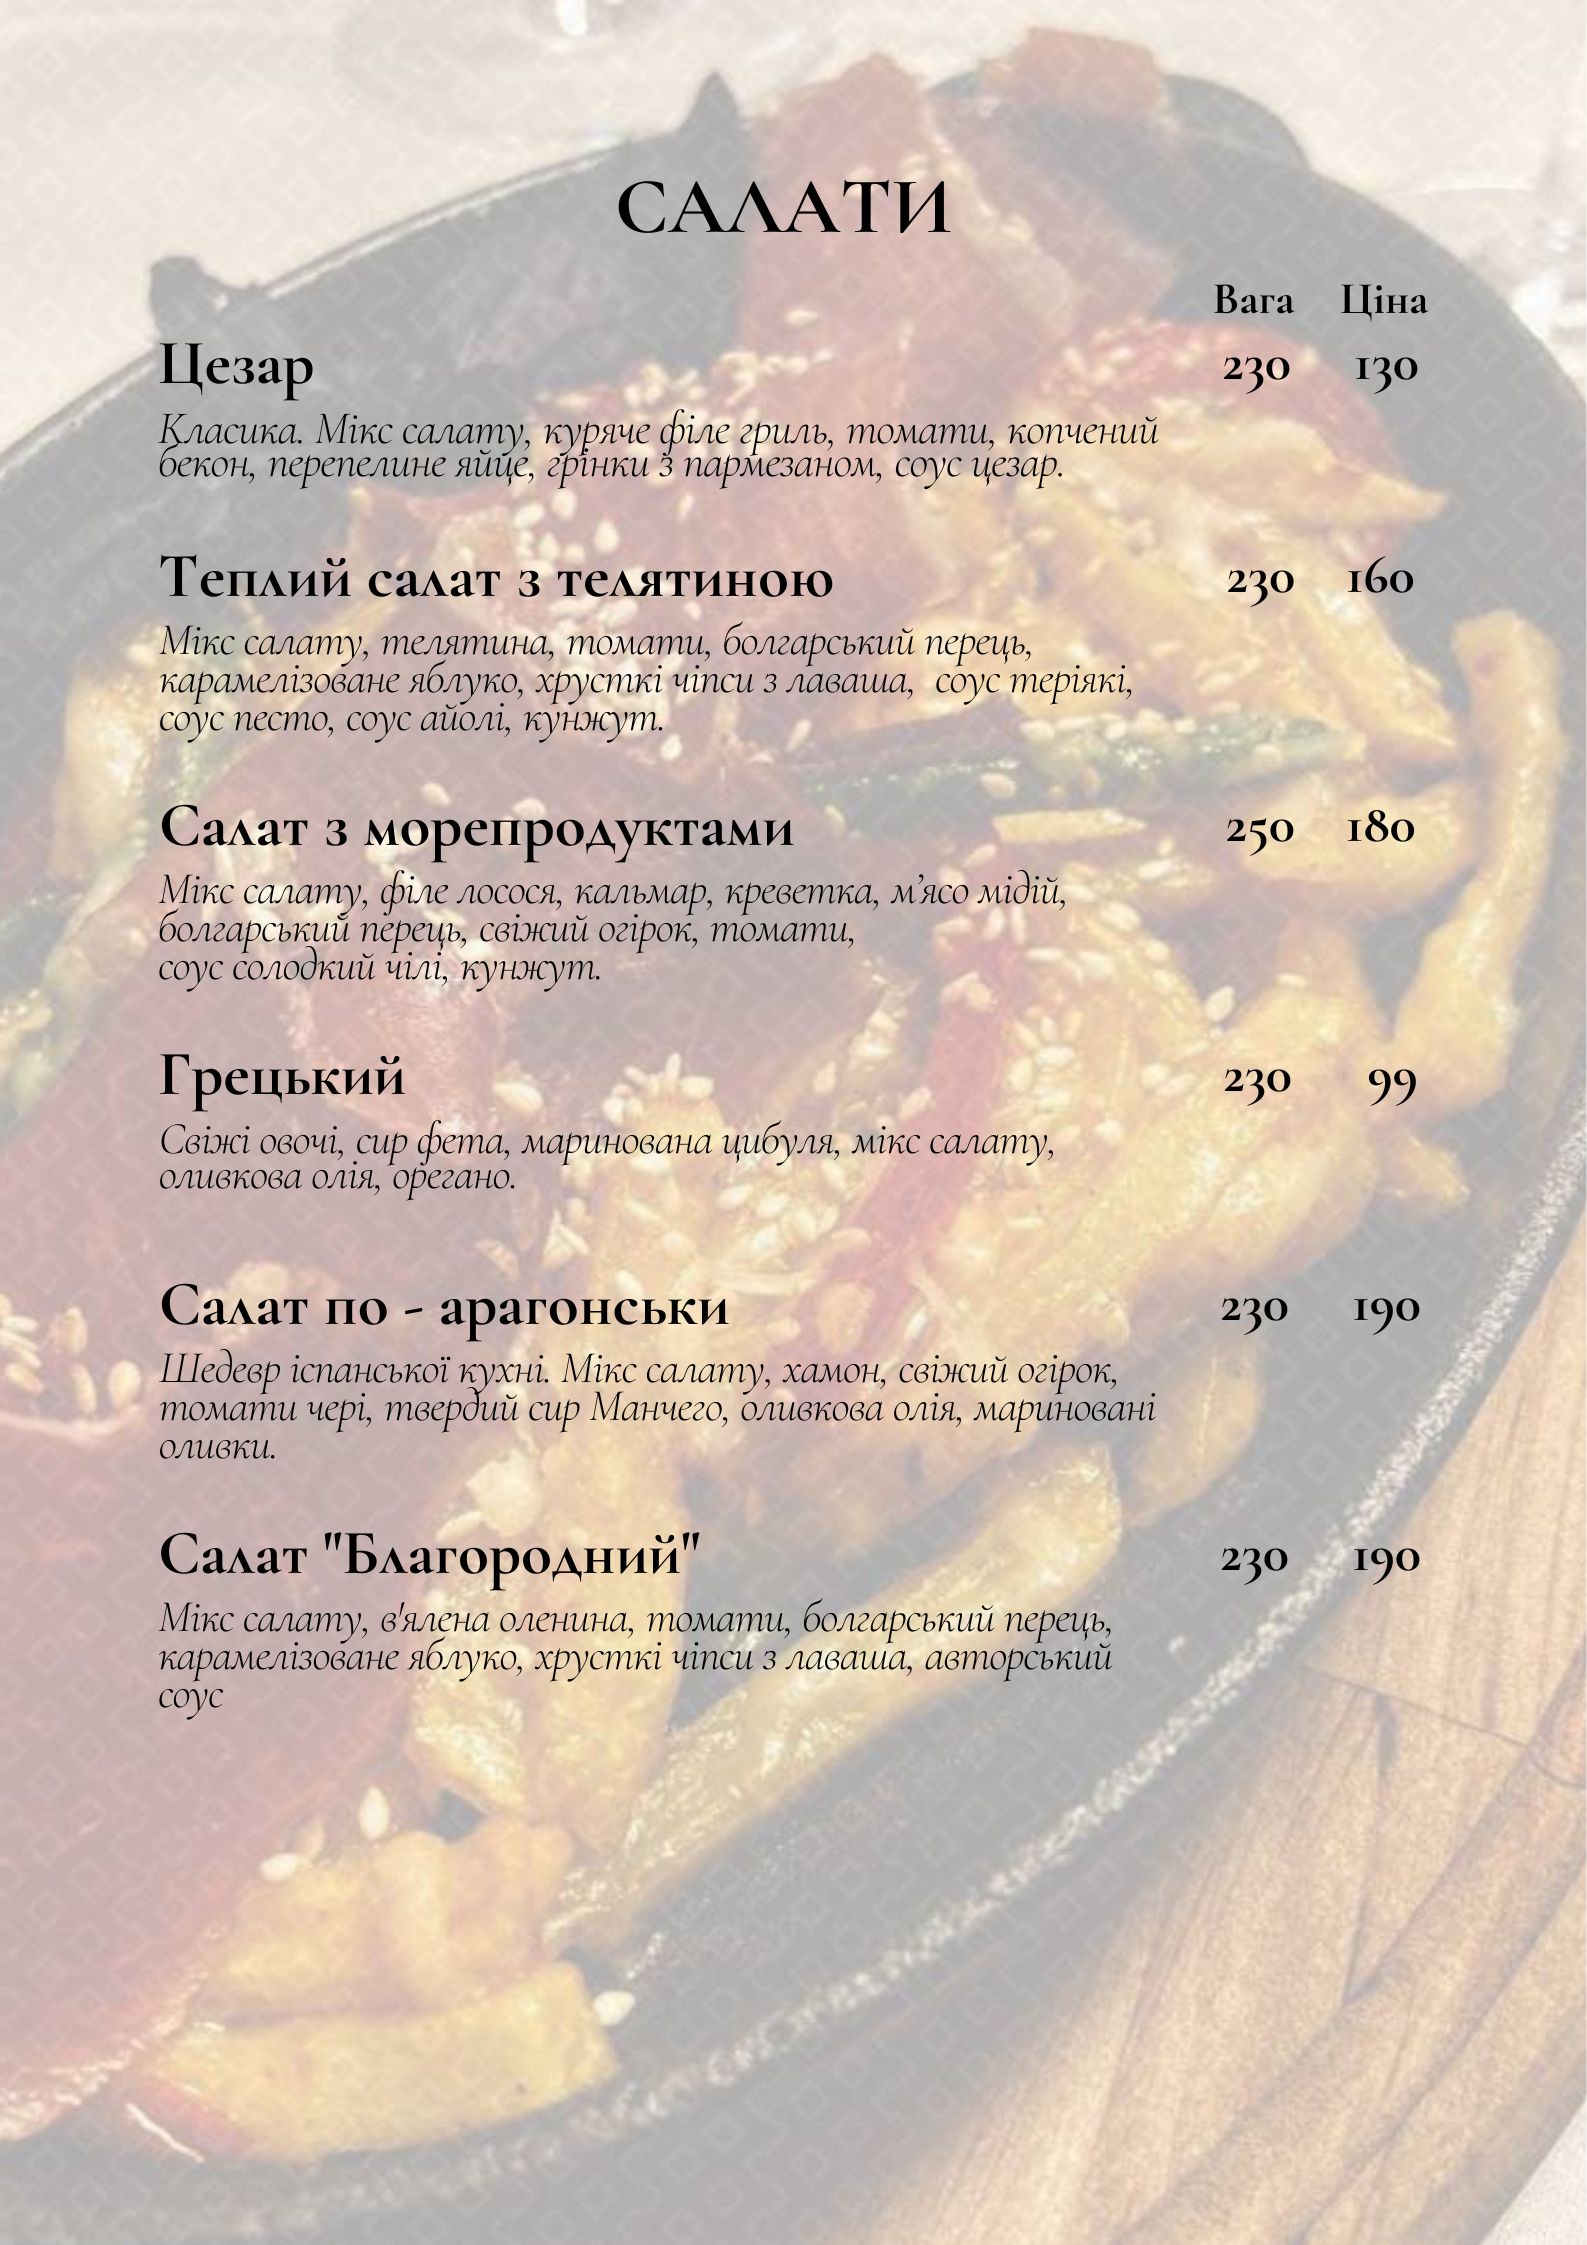 САЛАТИ
Вага Ціна
Цезар 230 130
Класика. Мікс салату, куряче філе гриль, томати, копчений
бекон, перепелине яйце, грінки з пармезаном, соус цезар.
Теплий салат з телятиною 230 160
Мікс салату, телятина, томати, болгарський перець,
карамелізоване яблуко, хрусткі чіпси з лаваша, соус теріякі,
соус песто, соус айолі, кунжут.
Салат з морепродуктами 250 180
Мікс салату, філе лосося, кальмар, креветка, м’ясо мідій,
болгарський перець, свіжий огірок, томати,
соус солодкий чілі, кунжут.
Грецький 230 99
Свіжі овочі, сир фета, маринована цибуля, мікс салату,
оливкова олія, орегано.
Салат по - арагонськи 230 190
Шедевр іспанської кухні. Мікс салату, хамон, свіжий огірок,
томати чері, твердий сир Манчего, оливкова олія, мариновані
оливки.
Салат "Благородний" 230 190
Мікс салату, в'ялена оленина, томати, болгарський перець,
карамелізоване яблуко, хрусткі чіпси з лаваша, авторський
соус